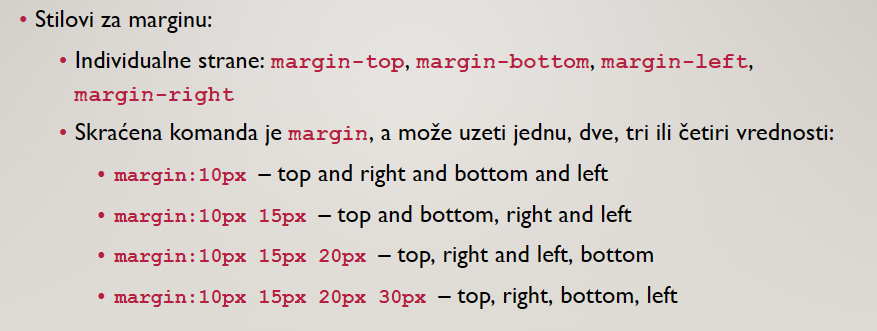 • Stilovi za marginu:
• Individualne strane: margin-top, margin-bottom, margin-left,
margin-right
• Skraćena komanda je margin, a može uzeti jednu, dve, tri ili četiri vrednosti:
• margin:10px – top and right and bottom and left
• margin:10px 15px – top and bottom, right and left
• margin:10px 15px 20px – top, right and left, bottom
• margin:10px 15px 20px 30px – top, right, bottom, left